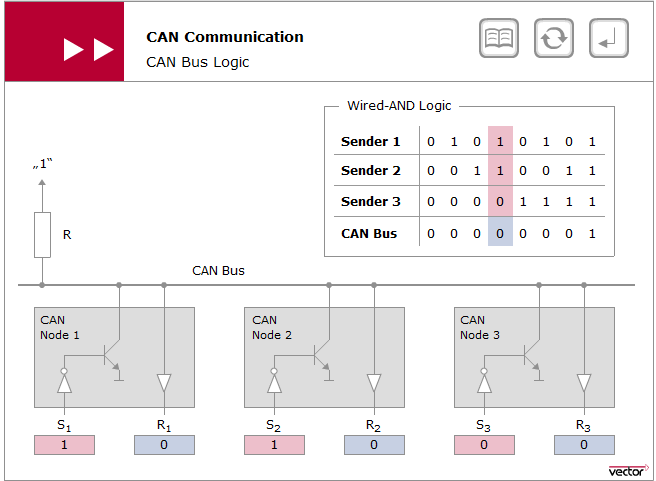 CAN Communication
CAN Bus Logic
Wired-AND Logic
Sender 1 0 1 0 1 0 1 0 1
Sender 2 0 0 1 1 0 0 1 1
Sender 3 0 0 0 0 1 1 1 1
CAN Bus 0 0 0 0 0 0 0 1
„1“
R
CAN Bus
CAN
Node 1
CAN
Node 2
CAN
Node 3
S1 R1 S2 R2 S3 R3
1 0 1 0 0 0
vector